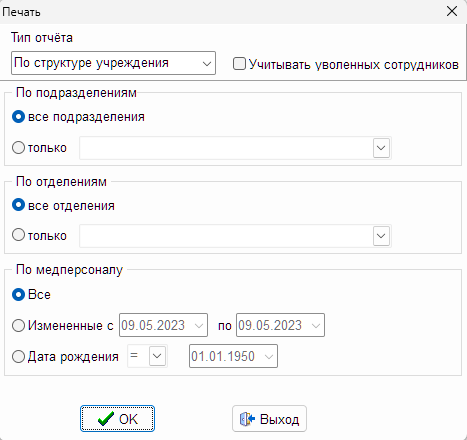 Печать
Тип отчёта
По структуре учреждения
Учитывать уволенных сотрудников
По подразделениям
все подразделения
только
По отделениям
все отделения
только
По медперсоналу
Все
Измененные с 09.05.2023 по 09.05.2023
Дата рождения = 01.01.1950
OK Выход